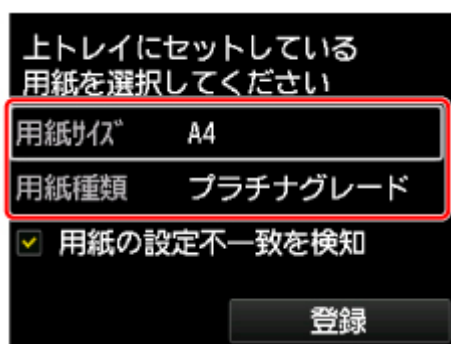 上トレイにセットしている
用紙を選択してください
用紙ｻｲｽﾞ A4
用紙種類 プラチナグレード
用紙の設定不一致を検知
登録